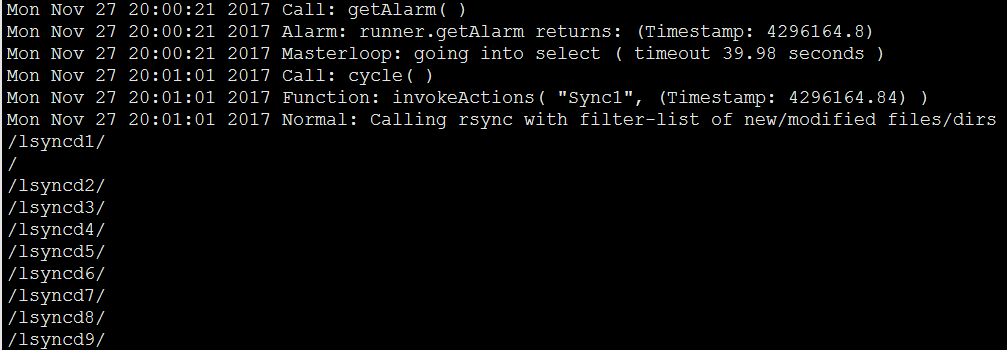 Mon Nov 27 20:00:21 2017 Call: getAlarm( )
Mon Nov 27 20:00:21 2017 Alarm: runner.getAlarm returns: (Timestamp: 4296164.8)
Mon Nov 27 20:00:21 2017 Masterloop: going into select ( timeout 39.98 seconds )
Mon Nov 27 20:01:01 2017 Call: cycle( )
Mon Nov 27 20:01:01 2017 Function: invokeActions( "Sync1", (Timestamp: 4296164.84) )
Mon Nov 27 20:01:01 2017 Normal: Calling rsync with filter-list of new/modified files/dirs
/lsyncd1/
/
/lsyncd2/
/lsyncd3/
/lsyncd4/
/lsyncd5/
/lsyncd6/
/lsyncd7/
/lsyncd8/
/lsyncd9/